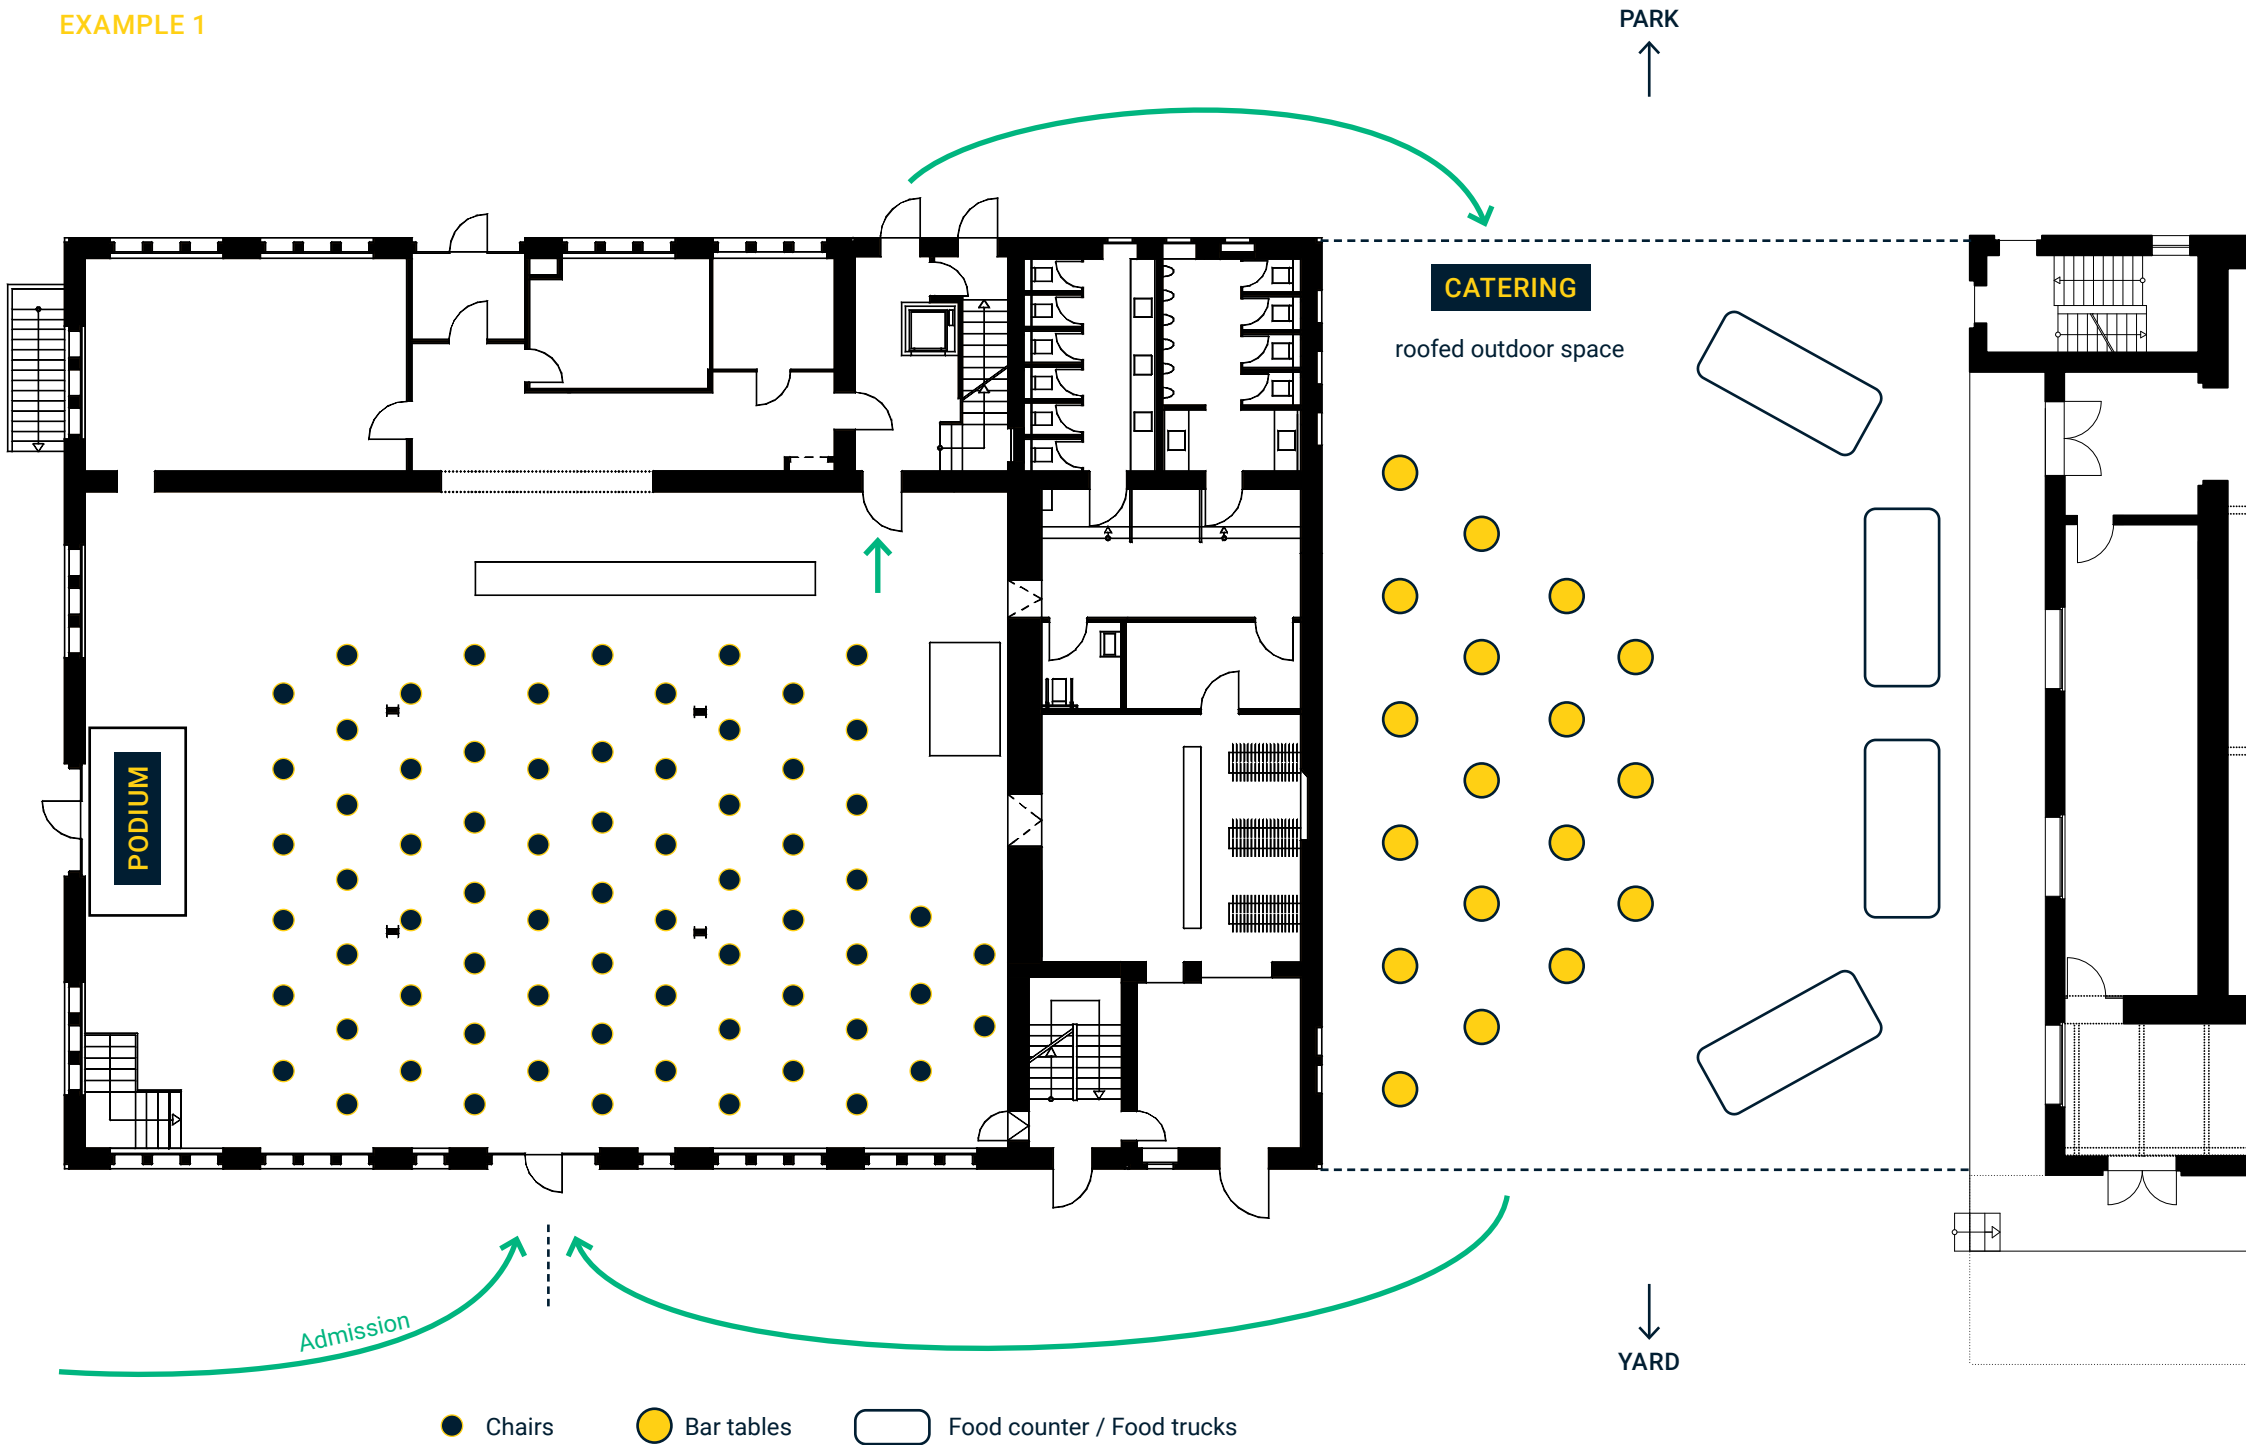 EXAMPLE 1
PARK
CATERING
roofed outdoor space
PODIUM
Admission
YARD
Chairs
Bar tables
Food counter / Food trucks